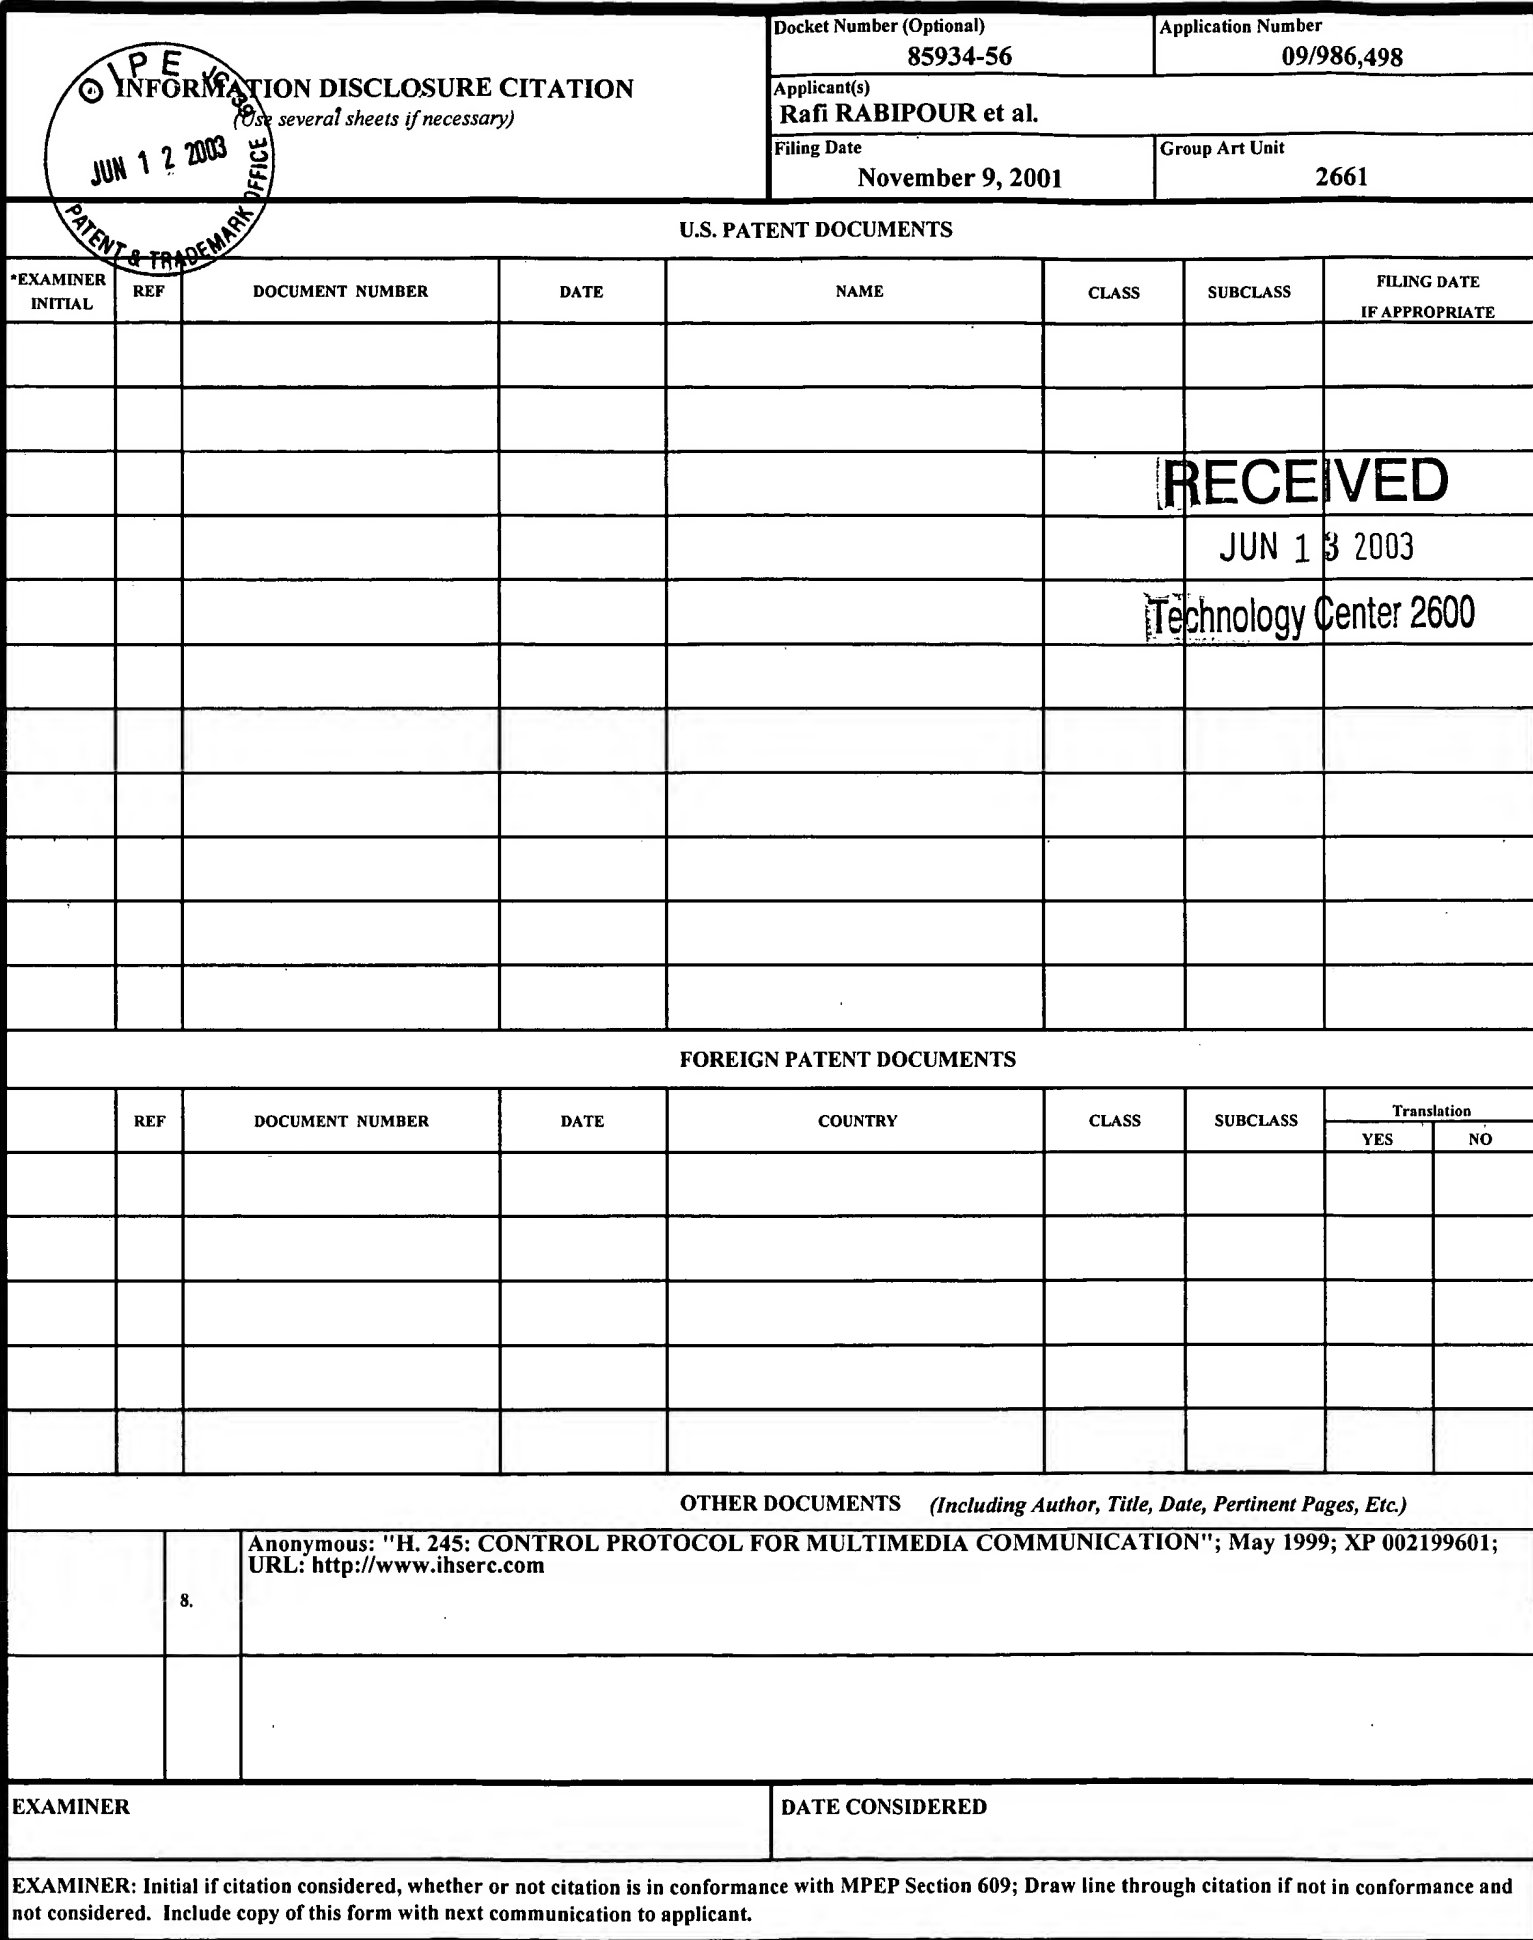 Docket Number (Optional)
85934-56
Application Number
09/986,498
INFORMATION DISCLOSURE CITATION
(Use several sheets if necessary)
Applicant(s)
Rafi RABIPOUR et al.
Filing Date
November 9, 2001
Group Art Unit
2661
OIPE
JUN 12 2003
PATENT & TRADEMARK OFFICE
U.S. PATENT DOCUMENTS
*EXAMINER INITIAL
REF
DOCUMENT NUMBER
DATE
NAME
CLASS
SUBCLASS
FILING DATE
IF APPROPRIATE
RECEIVED
JUN 13 2003
Technology Center 2600
FOREIGN PATENT DOCUMENTS
REF
DOCUMENT NUMBER
DATE
COUNTRY
CLASS
SUBCLASS
Translation
YES
NO
OTHER DOCUMENTS (Including Author, Title, Date, Pertinent Pages, Etc.)
8.
Anonymous: "H. 245: CONTROL PROTOCOL FOR MULTIMEDIA COMMUNICATION"; May 1999; XP 002199601;
URL: http://www.ihserc.com
EXAMINER
DATE CONSIDERED
EXAMINER: Initial if citation considered, whether or not citation is in conformance with MPEP Section 609; Draw line through citation if not in conformance and
not considered. Include copy of this form with next communication to applicant.